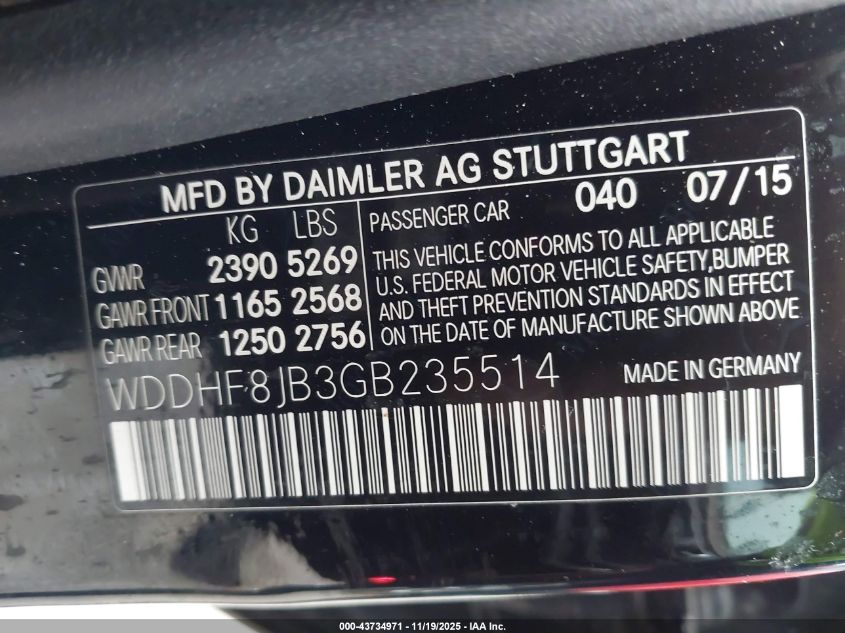 MFD BY DAIMLER AG STUTTGART
KG LBS PASSENGER CAR 040 07/15
GVWR 2390 5269
GAWR FRONT 1165 2568
GAWR REAR 1250 2756
THIS VEHICLE CONFORMS TO ALL APPLICABLE
U.S. FEDERAL MOTOR VEHICLE SAFETY,BUMPER
AND THEFT PREVENTION STANDARDS IN EFFECT
ON THE DATE OF MANUFACTURE SHOWN ABOVE
WDDHF8JB3GB235514 MADE IN GERMANY
000-43734971 - 11/19/2025 - IAA Inc.